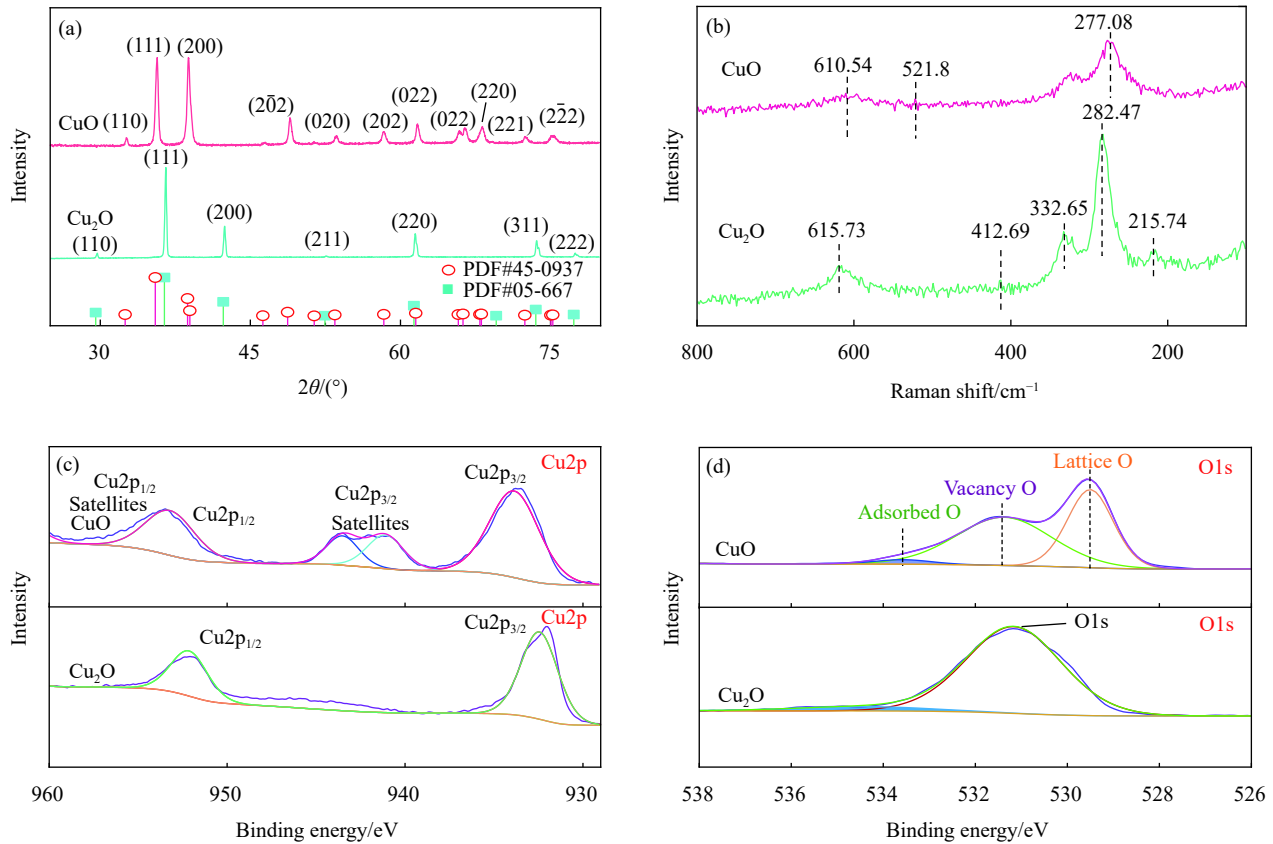 (a)
(111)
(200)
CuO
(110)
(20̄2)
(020)
(202)
(022)
(022)
(220)
(221)
(2̄22)
(111)
Cu₂O
(110)
(200)
(211)
(220)
(311)
(222)
PDF#45-0937
PDF#05-667
30
45
60
75
2θ/(°)
Intensity
(b)
CuO
610.54
521.8
277.08
282.47
Cu₂O
615.73
412.69
332.65
215.74
800
600
400
200
Raman shift/cm⁻¹
Intensity
(c)
Cu2p
Cu2p₁/₂
Satellites
CuO
Cu2p₁/₂
Cu2p₃/₂
Satellites
Cu2p₃/₂
Cu2p
Cu2p₁/₂
Cu2p₃/₂
Cu₂O
960
950
940
930
Binding energy/eV
Intensity
(d)
Lattice O
O1s
Vacancy O
Adsorbed O
CuO
O1s
O1s
Cu₂O
538
536
534
532
530
528
526
Binding energy/eV
Intensity